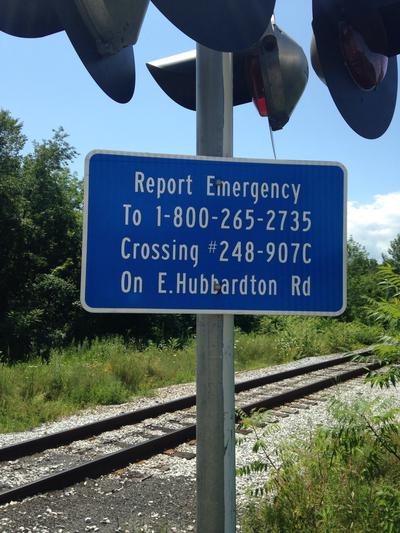 Report Emergency
To 1-800-265-2735
Crossing #248-907C
On E.Hubbardton Rd